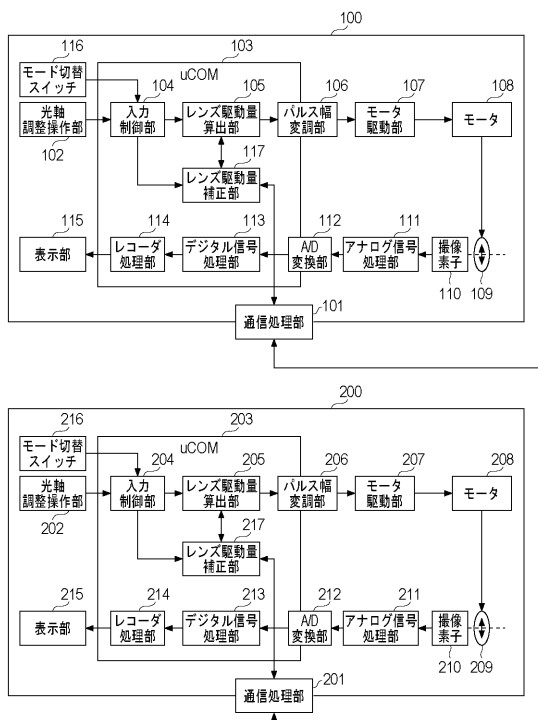 100
116
103
モード切替
スイッチ
uCOM
104
105
106
107
108
光軸
調整操作部
入力
制御部
レンズ駆動量
算出部
パルス幅
変調部
モータ
駆動部
モータ
102
117
レンズ駆動量
補正部
115
114
113
112
111
表示部
レコーダ
処理部
デジタル信号
処理部
A/D
変換部
アナログ信号
処理部
撮像
素子
110
109
101
通信処理部
200
216
203
モード切替
スイッチ
uCOM
204
205
206
207
208
光軸
調整操作部
入力
制御部
レンズ駆動量
算出部
パルス幅
変調部
モータ
駆動部
モータ
202
217
レンズ駆動量
補正部
215
214
213
212
211
表示部
レコーダ
処理部
デジタル信号
処理部
A/D
変換部
アナログ信号
処理部
撮像
素子
210
209
201
通信処理部